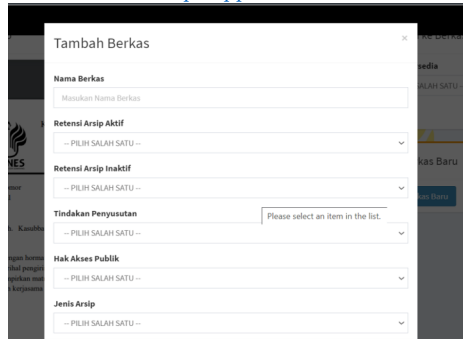 Tambah Berkas
×
Nama Berkas
Masukan Nama Berkas
Retensi Arsip Aktif
-- PILIH SALAH SATU --
Retensi Arsip Inaktif
-- PILIH SALAH SATU --
Tindakan Penyusutan
Please select an item in the list.
-- PILIH SALAH SATU --
Hak Akses Publik
-- PILIH SALAH SATU --
Jenis Arsip
-- PILIH SALAH SATU --
sedia
kas Baru
kas Baru
NES